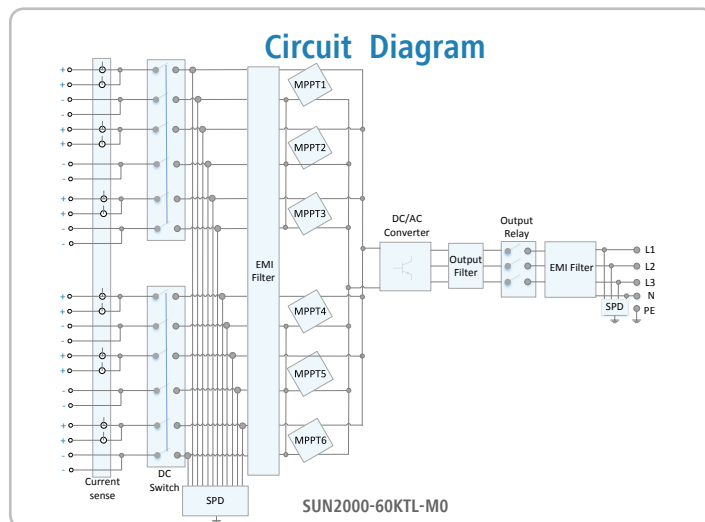 Circuit Diagram
+
+
-
-
+
+
-
-
+
+
-
-
+
+
-
-
+
+
-
-
+
+
-
-
Current
sense
DC
Switch
SPD
EMI
Filter
MPPT1
MPPT2
MPPT3
MPPT4
MPPT5
MPPT6
DC/AC
Converter
Output
Filter
Output
Relay
EMI Filter
SPD
L1
L2
L3
N
PE
SUN2000-60KTL-M0